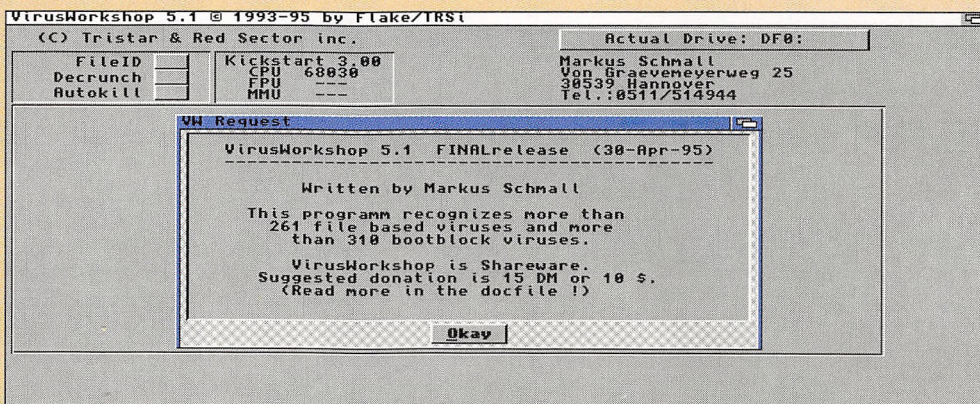 VirusWorkshop 5.1 © 1993-95 by Flake/TRSi
(C) Tristar & Red Sector inc.
Actual Drive: DF0:
FileID
Decrunch
Autokill
Kickstart 3.00
CPU 68030
FPU ---
MMU ---
Markus Schmall
Von Graevemeyerweg 25
30539 Hannover
Tel.:0511/514944
VW Request
VirusWorkshop 5.1 FINALrelease (30-Apr-95)
--------------------------------------------
Written by Markus Schmall
This programm recognizes more than
261 file based viruses and more
than 310 bootblock viruses.
VirusWorkshop is Shareware.
Suggested donation is 15 DM or 10 $.
(Read more in the docfile !)
Okay